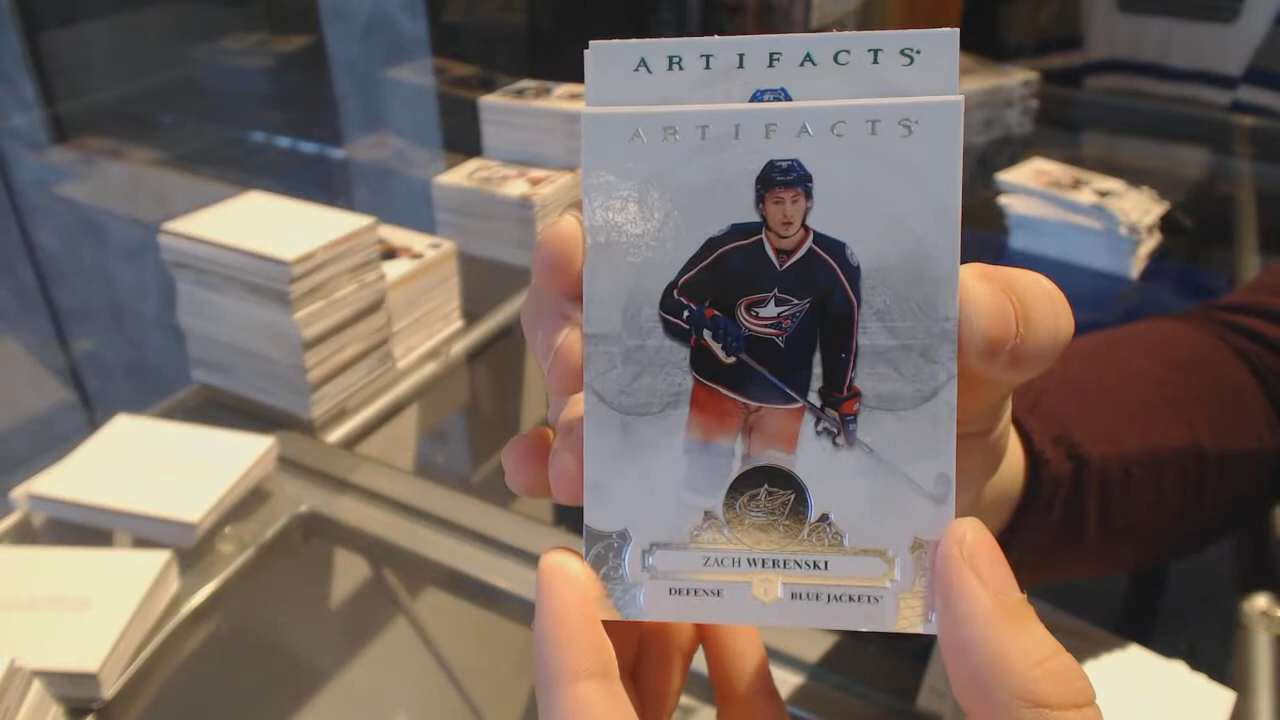 ARTIFACTS
ARTIFACTS
ZACH WERENSKI
DEFENSE BLUE JACKETS